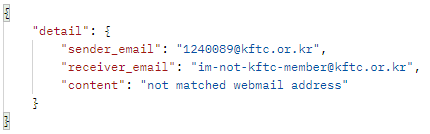 {
"detail": {
"sender_email": "1240089@kftc.or.kr",
"receiver_email": "im-not-kftc-member@kftc.or.kr",
"content": "not matched webmail address"
}
}